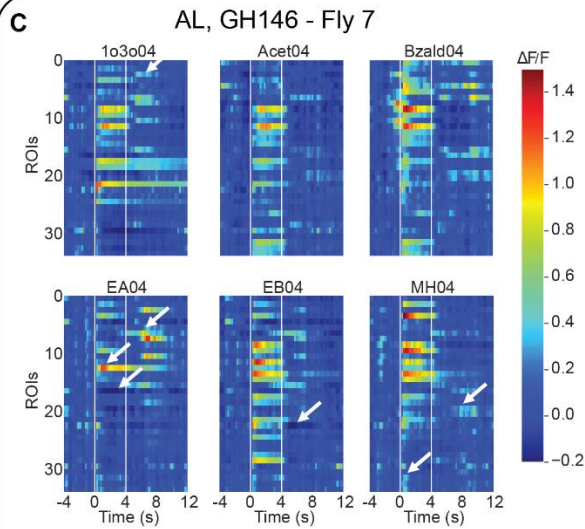 C
AL, GH146 - Fly 7
1o3o04 Acet04 Bzald04
ΔF/F
0
10
20
30
ROIs
EA04 EB04 MH04
0
10
20
30
ROIs
-4 0 4 8 12 -4 0 4 8 12 -4 0 4 8 12
Time (s) Time (s) Time (s)
1.4
1.2
1.0
0.8
0.6
0.4
0.2
0.0
−0.2